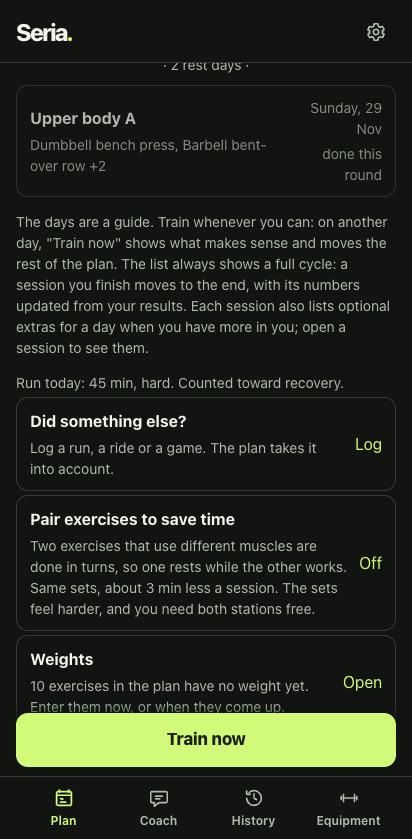 Seria.
· 2 rest days ·
Upper body A
Dumbbell bench press, Barbell bent-
over row +2
Sunday, 29
Nov
done this
round
The days are a guide. Train whenever you can: on another
day, "Train now" shows what makes sense and moves the
rest of the plan. The list always shows a full cycle: a
session you finish moves to the end, with its numbers
updated from your results. Each session also lists optional
extras for a day when you have more in you; open a
session to see them.
Run today: 45 min, hard. Counted toward recovery.
Did something else?
Log a run, a ride or a game. The plan takes it
into account.
Log
Pair exercises to save time
Two exercises that use different muscles are
done in turns, so one rests while the other works.
Same sets, about 3 min less a session. The sets
feel harder, and you need both stations free.
Off
Weights
10 exercises in the plan have no weight yet.
Enter them now, or when they come up.
Open
Train now
Plan
Coach
History
Equipment